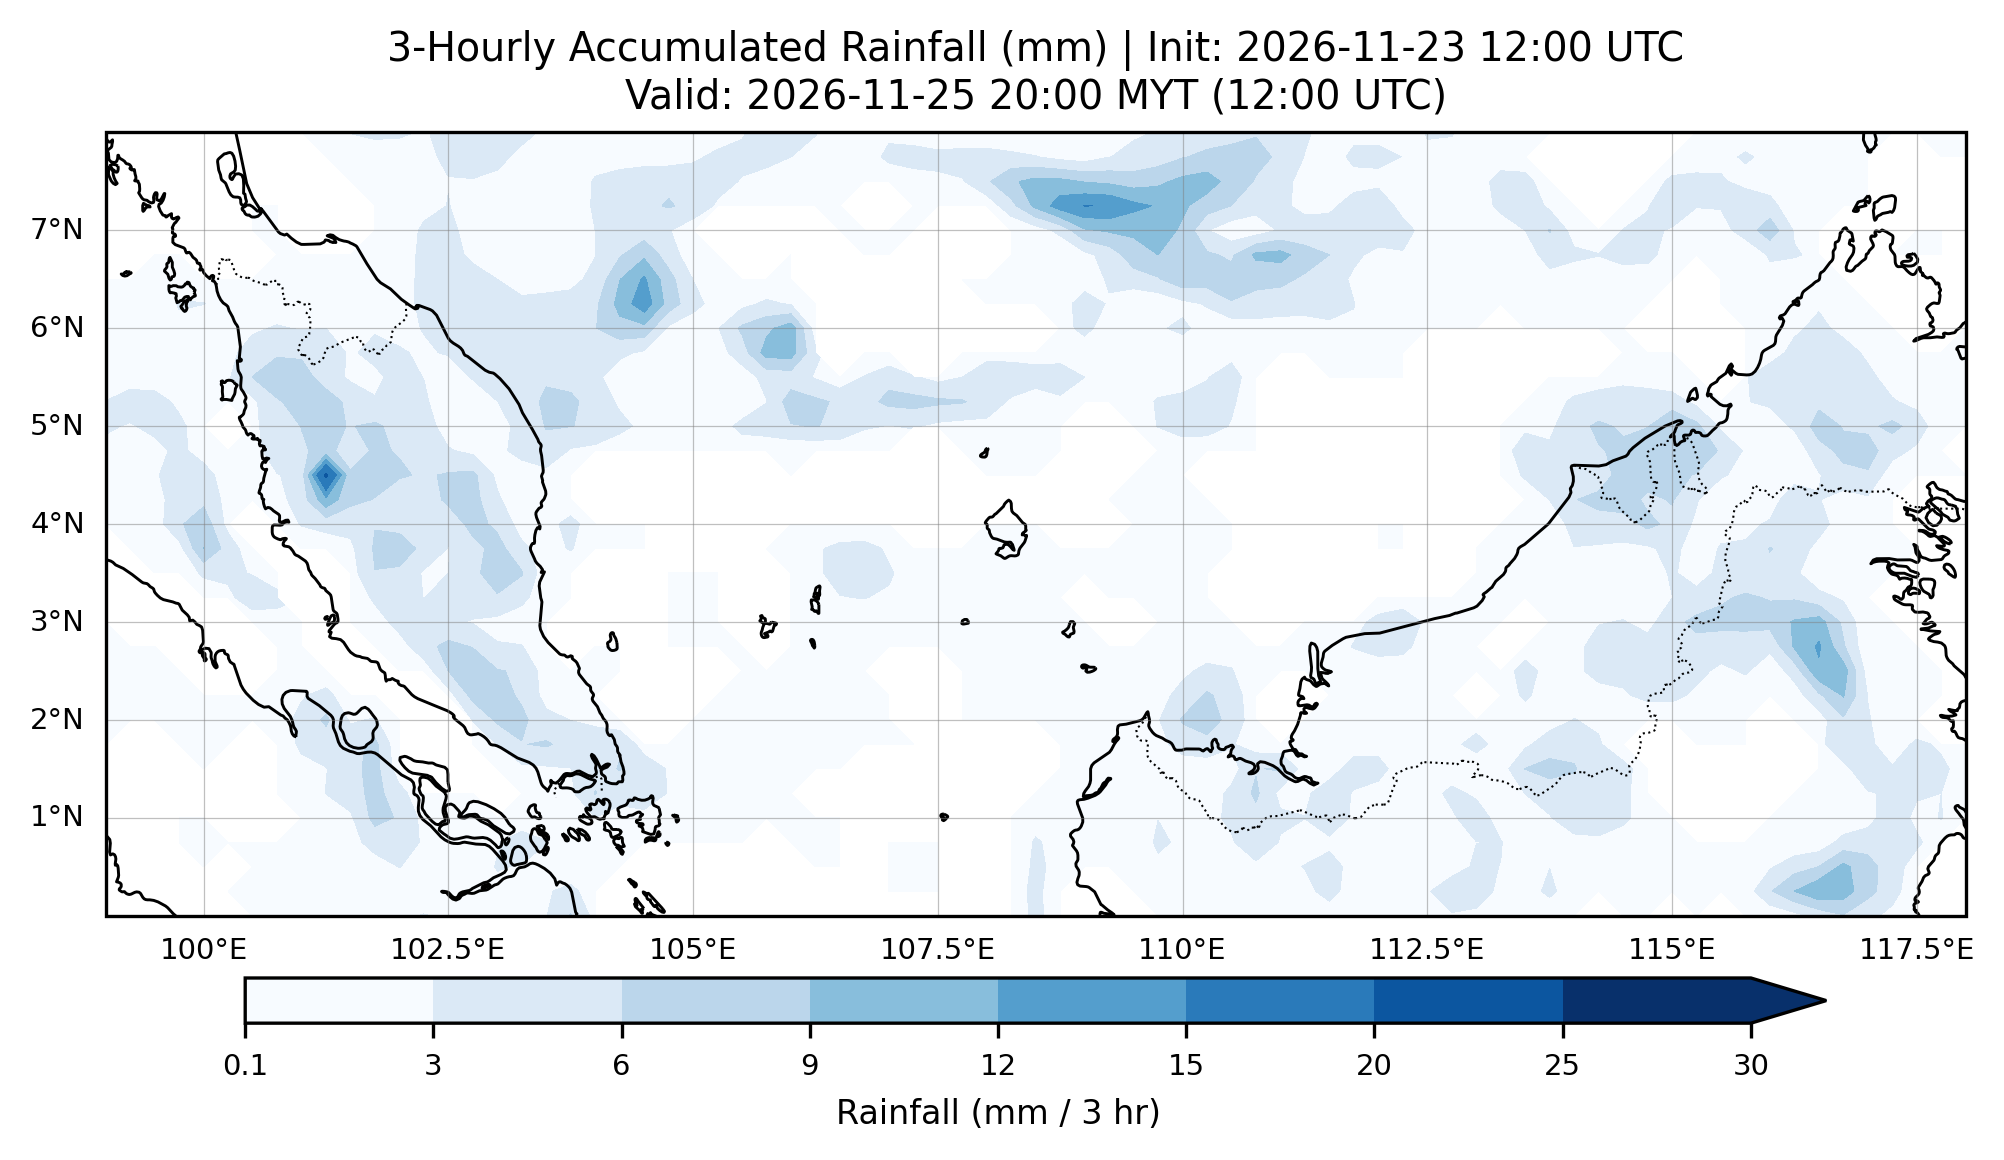 3-Hourly Accumulated Rainfall (mm) | Init: 2026-11-23 12:00 UTC
Valid: 2026-11-25 20:00 MYT (12:00 UTC)
7°N
6°N
5°N
4°N
3°N
2°N
1°N
100°E 102.5°E 105°E 107.5°E 110°E 112.5°E 115°E 117.5°E
0.1 3 6 9 12 15 20 25 30
Rainfall (mm / 3 hr)